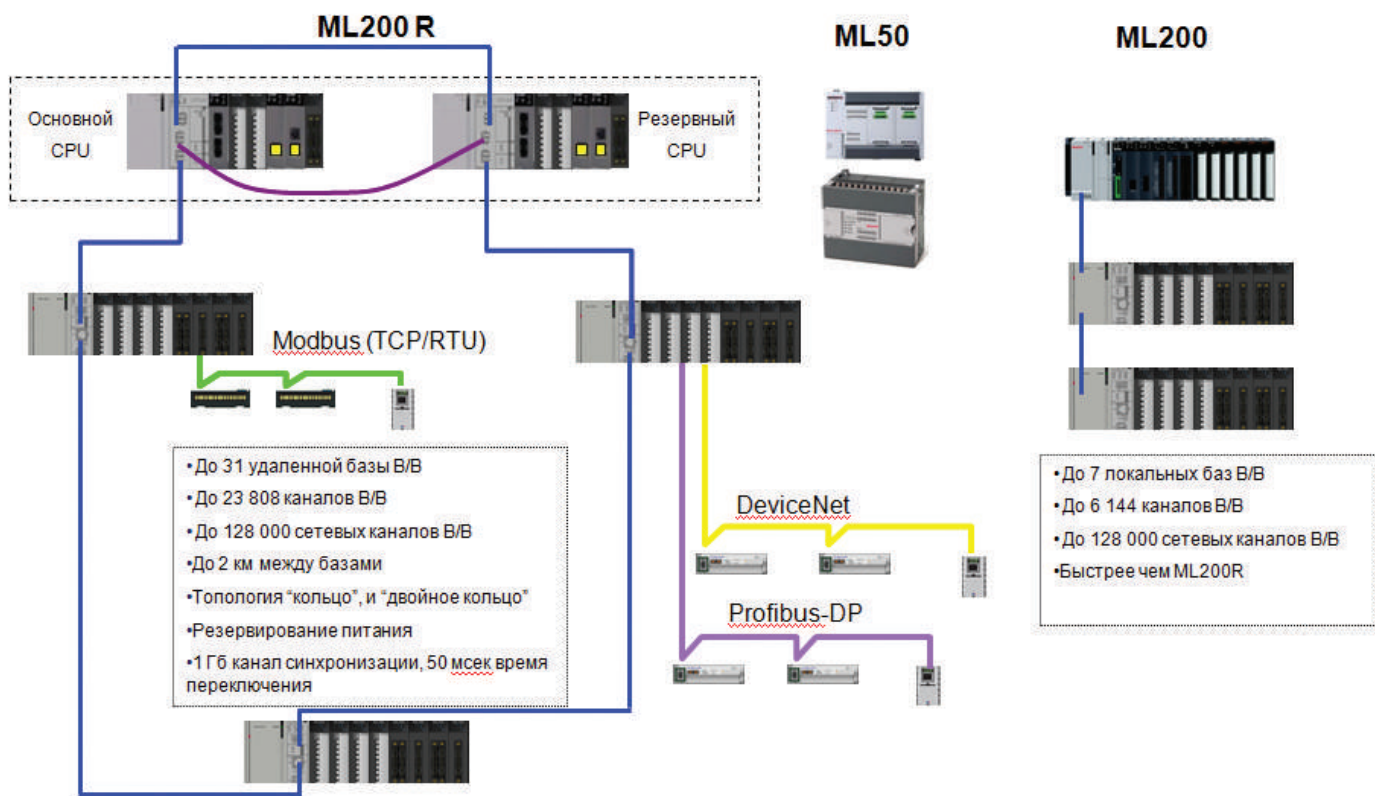 ML200 R
ML50
ML200
Основной
CPU
Резервный
CPU
Modbus (TCP/RTU)
•До 31 удаленной базы В/В
•До 23 808 каналов В/В
•До 128 000 сетевых каналов В/В
•До 2 км между базами
•Топология “кольцо”, и “двойное кольцо”
•Резервирование питания
•1 Гб канал синхронизации, 50 мсек время
переключения
DeviceNet
Profibus-DP
•До 7 локальных баз В/В
•До 6 144 каналов В/В
•До 128 000 сетевых каналов В/В
•Быстрее чем ML200R